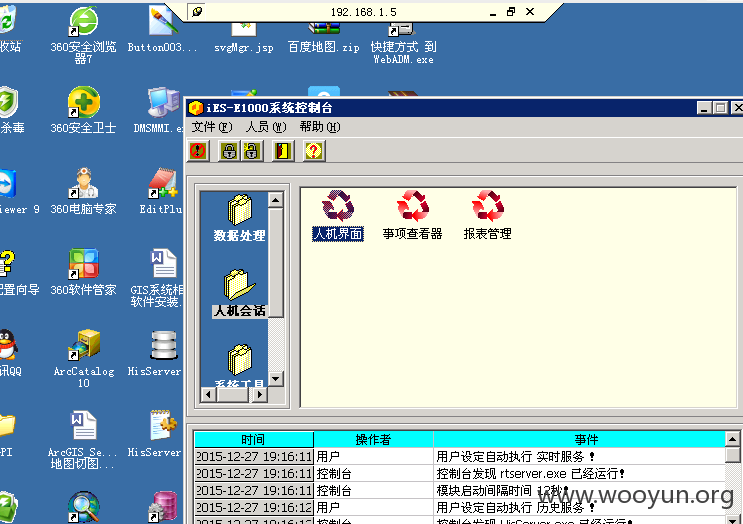 192.168.1.5
收站
360安全浏览器7
Button003...
svgMgr.jsp
百度地图.zip
快捷方式 到 WebADM.exe
杀毒
360安全卫士
DMSMMI.e
iewer 9
360电脑专家
EditPlu
置向导
360软件管家
GIS系统相
软件安装.
讯QQ
ArcCatalog 10
HisServer
PI
ArcGIS_Se...
地图切图...
HisServer
iES-E1000系统控制台
文件(F) 人员(W) 帮助(H)
数据处理
人机会话
系统工具
人机界面 事项查看器 报表管理
时间 操作者 事件
2015-12-27 19:16:11 用户 用户设定自动执行 实时服务 !
2015-12-27 19:16:11 控制台 控制台发现 rtserver.exe 已经运行!
2015-12-27 19:16:11 控制台 模块启动间隔时间 12秒!
2015-12-27 19:16:12 用户 用户设定自动执行 历史服务 !
2015-12-27 19:16:12 控制台 控制台发现 HisServer.exe 已经运行!
www.wooyun.org